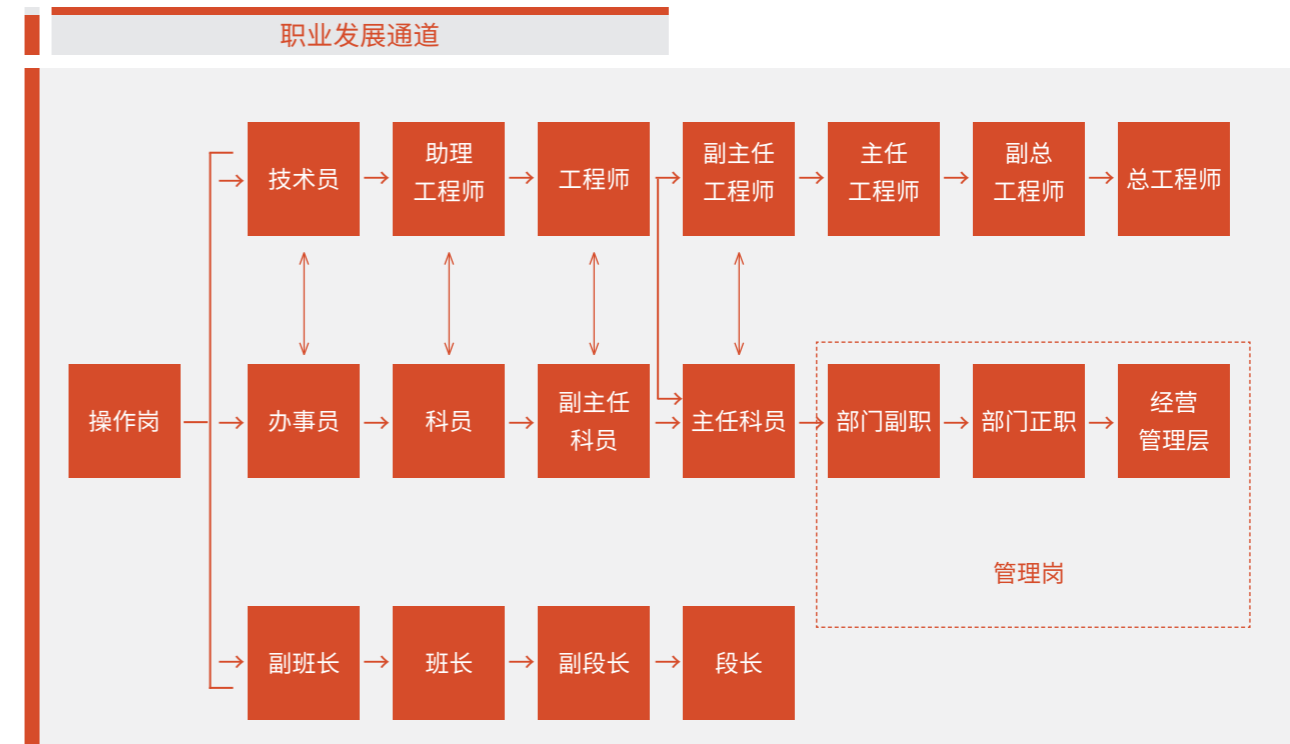 职业发展通道
技术员
助理
工程师
工程师
副主任
工程师
主任
工程师
副总
工程师
总工程师
操作岗
办事员
科员
副主任
科员
主任科员
部门副职
部门正职
经营
管理层
管理岗
副班长
班长
副段长
段长